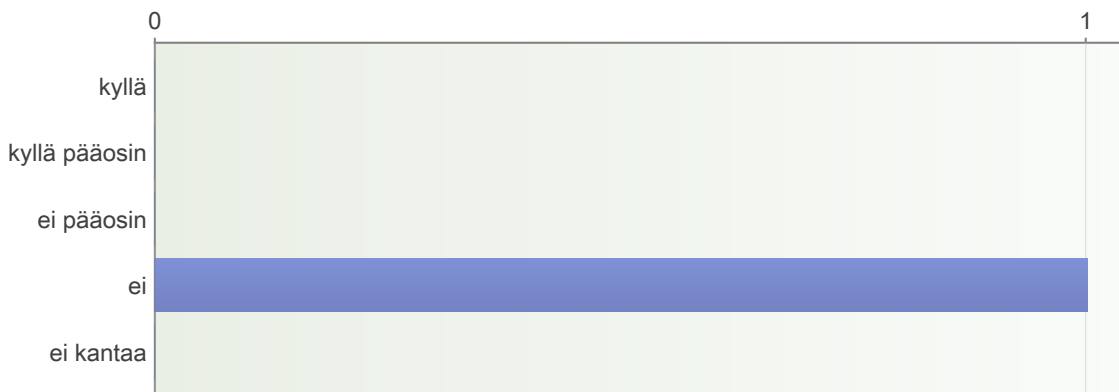 0 1
kyllä
kyllä pääosin
ei pääosin
ei
ei kantaa